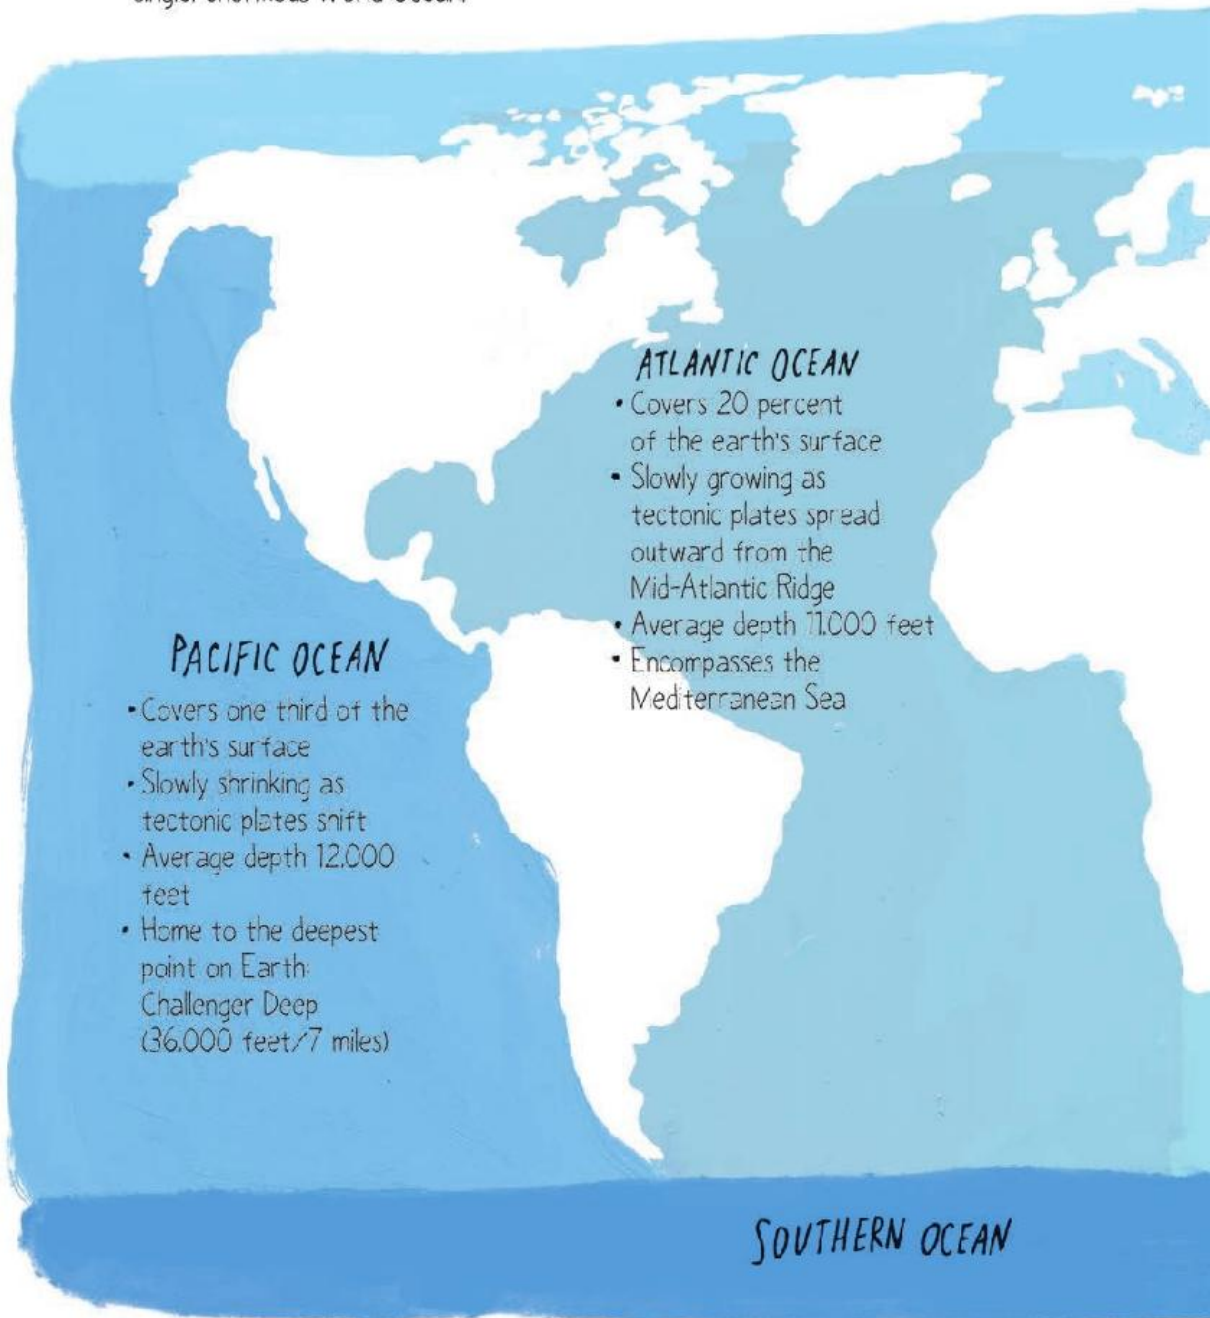 ATLANTIC OCEAN
• Covers 20 percent
of the earth's surface
• Slowly growing as
tectonic plates spread
outward from the
Mid-Atlantic Ridge
• Average depth 11,000 feet
• Encompasses the
Mediterranean Sea
PACIFIC OCEAN
• Covers one third of the
earth's surface
• Slowly shrinking as
tectonic plates shift
• Average depth 12,000
feet
• Home to the deepest
point on Earth:
Challenger Deep
(36,000 feet/7 miles)
SOUTHERN OCEAN